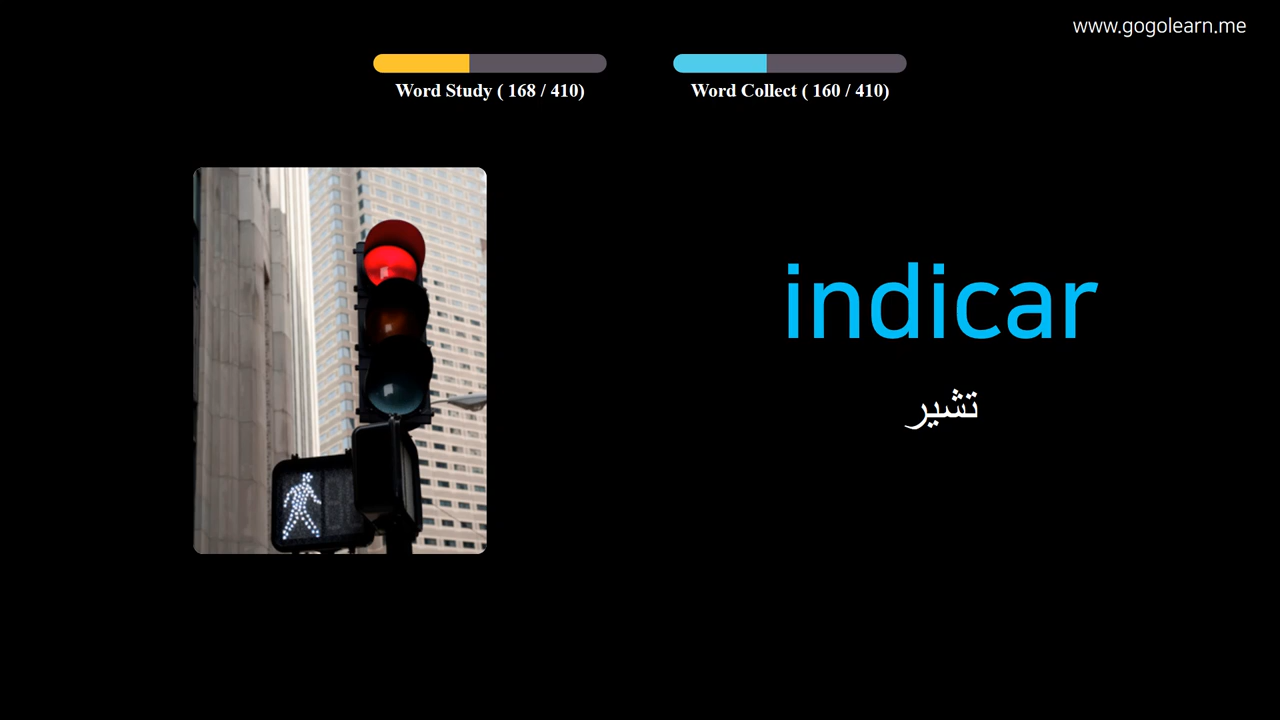 www.gogolearn.me
Word Study ( 168 / 410)
Word Collect ( 160 / 410)
indicar
تشير